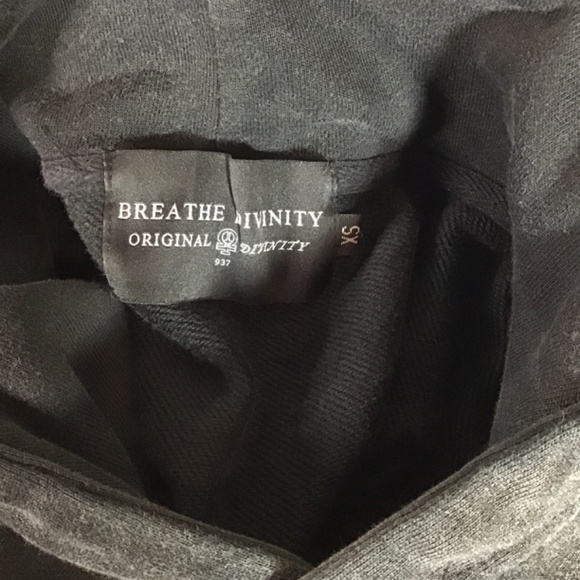 BREATHE DIVINITY
ORIGINAL DIVINITY
937
XS